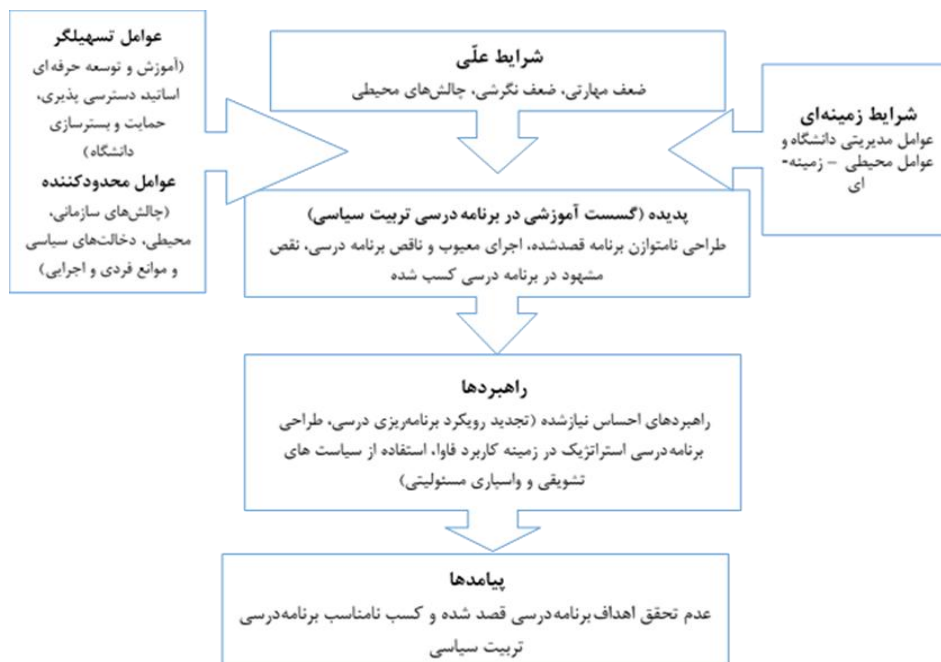 شرایط علّی
ضعف مهارتی، ضعف نگرشی، چالش‌های محیطی
عوامل تسهیلگر
(آموزش و توسعه حرفه ای
اساتید، دسترسی پذیری،
حمایت و بسترسازی
دانشگاه)
عوامل محدودکننده
(چالش‌های سازمانی،
محیطی، دخالت‌های سیاسی
و موانع فردی و اجرایی)
شرایط زمینه‌ای
عوامل مدیریتی دانشگاه و
عوامل محیطی – زمینه-
ای
پدیده (گسست آموزشی در برنامه درسی تربیت سیاسی)
طراحی نامتوازن برنامه قصدشده، اجرای معیوب و ناقص برنامه درسی، نقص
مشهود در برنامه درسی کسب شده
راهبردها
راهبردهای احساس نیازشده (تجدید رویکرد برنامه‌ریزی درسی، طراحی
برنامه‌درسی استراتژیک در زمینه کاربرد فاوا، استفاده از سیاست های
تشویقی و واسپاری مسئولیتی)
پیامدها
عدم تحقق اهداف برنامه‌درسی قصد شده و کسب نامناسب برنامه‌درسی
تربیت سیاسی